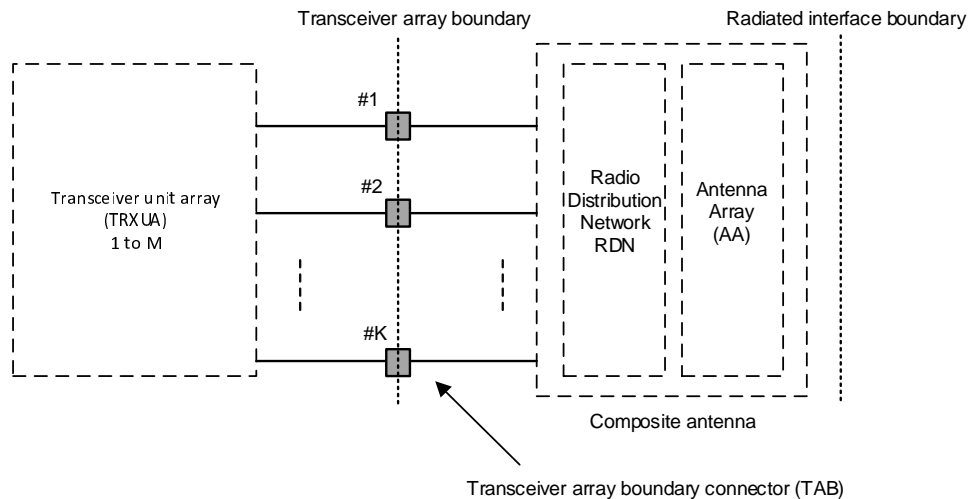 Transceiver array boundary
Radiated interface boundary
#1
#2
#K
Transceiver unit array
(TRXUA)
1 to M
Radio
Distribution
Network
RDN
Antenna
Array
(AA)
Composite antenna
Transceiver array boundary connector (TAB)